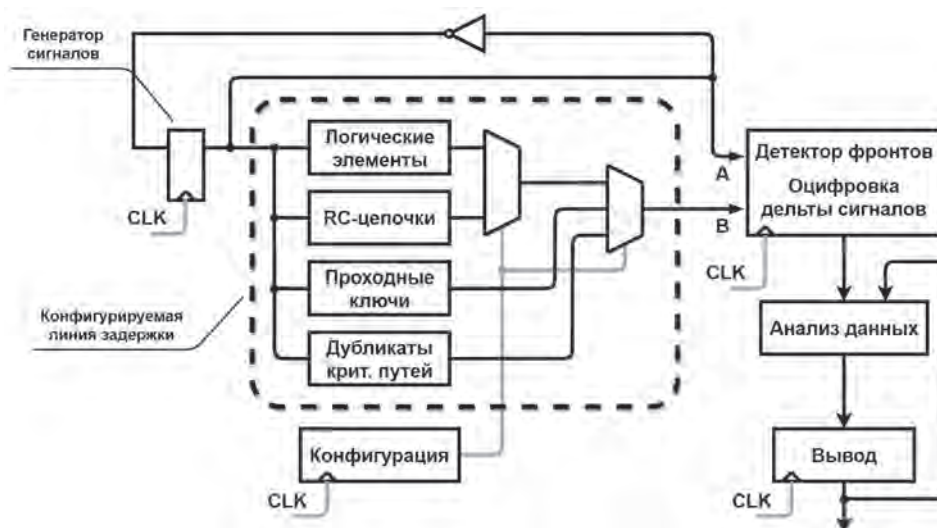 Генератор
сигналов
CLK
Логические
элементы
RC-цепочки
Проходные
ключи
Дубликаты
крит. путей
Конфигурируемая
линия задержки
Конфигурация
CLK
A
B
Детектор фронтов
Оцифровка
дельты сигналов
CLK
Анализ данных
Вывод
CLK